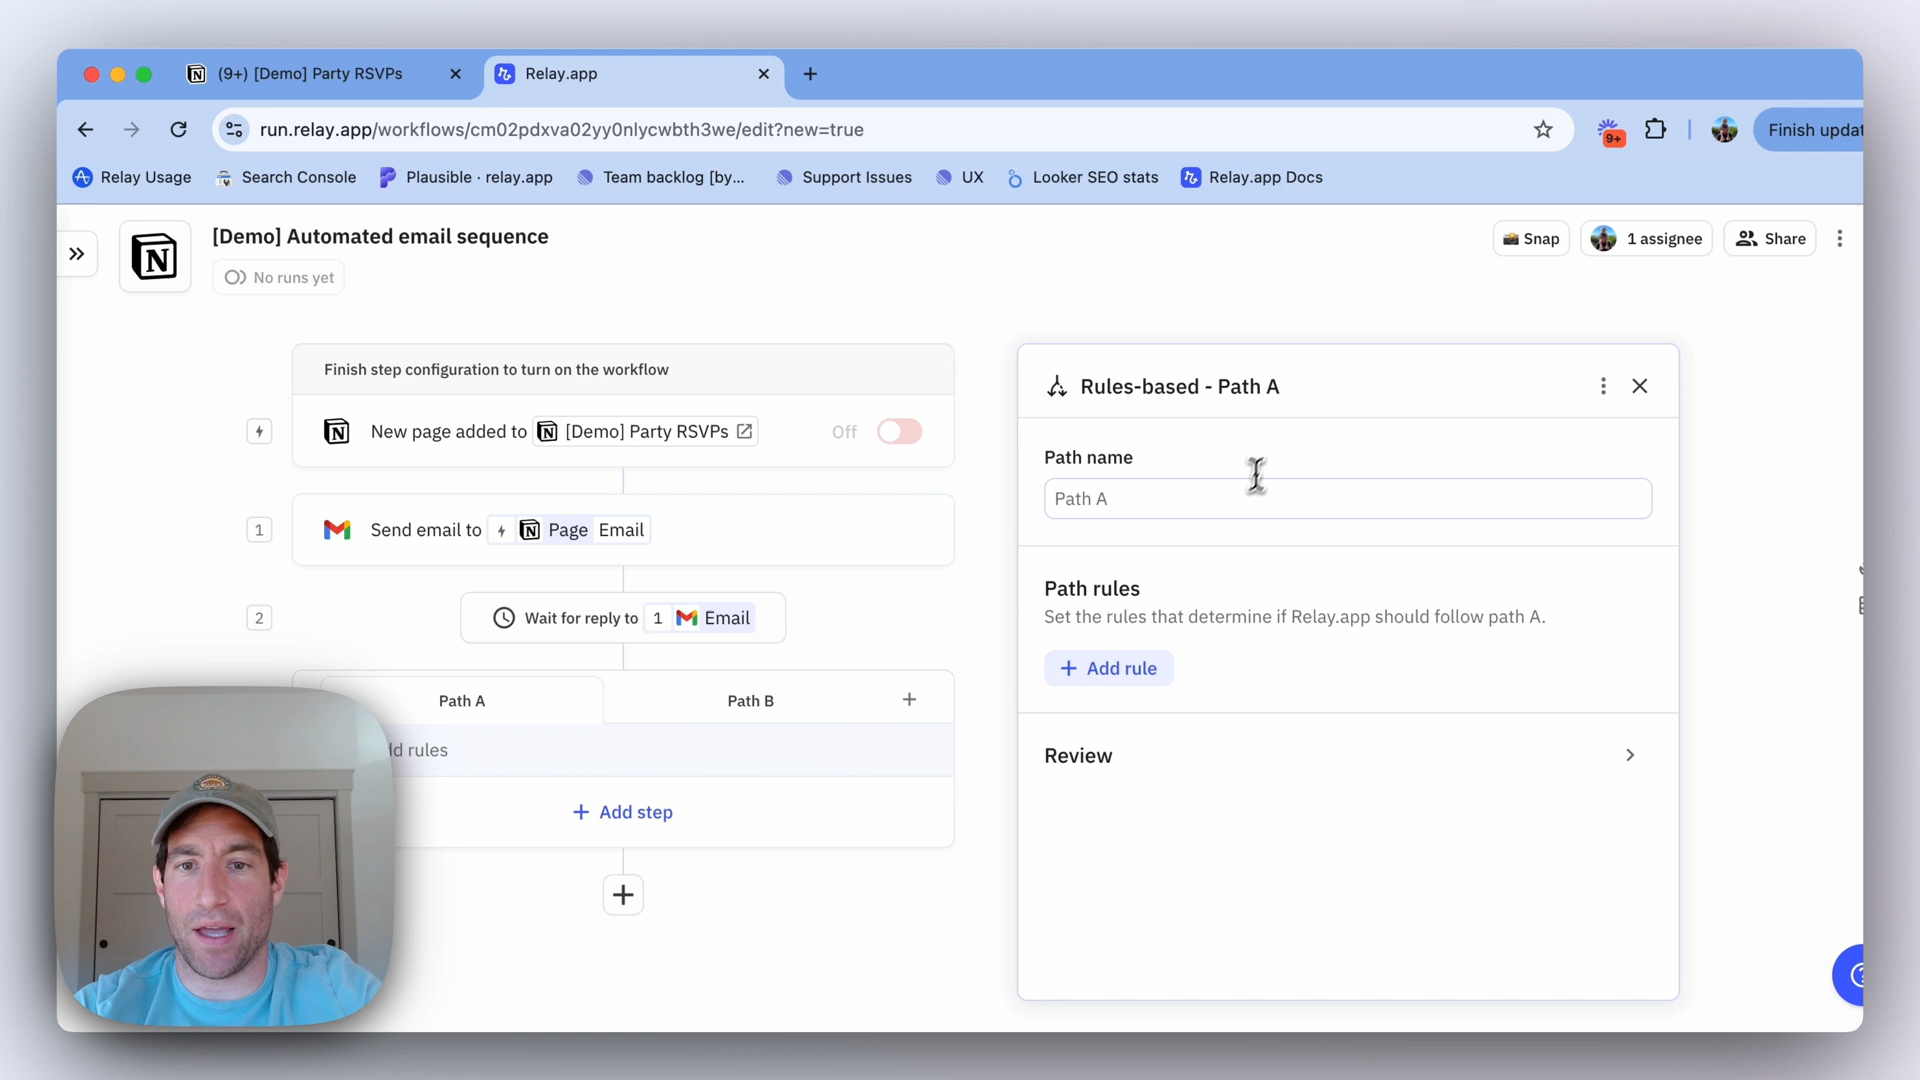 (9+) [Demo] Party RSVPs
Relay.app
run.relay.app/workflows/cm02pdxva02yy0nlycwbth3we/edit?new=true
9+
Finish updat
Relay Usage
Search Console
Plausible · relay.app
Team backlog [by...
Support Issues
UX
Looker SEO stats
Relay.app Docs
[Demo] Automated email sequence
No runs yet
Snap
1 assignee
Share
Finish step configuration to turn on the workflow
New page added to [Demo] Party RSVPs
Off
1
Send email to Page Email
2
Wait for reply to 1 Email
Path A
Path B
dd rules
Add step
Rules-based - Path A
Path name
Path A
Path rules
Set the rules that determine if Relay.app should follow path A.
Add rule
Review